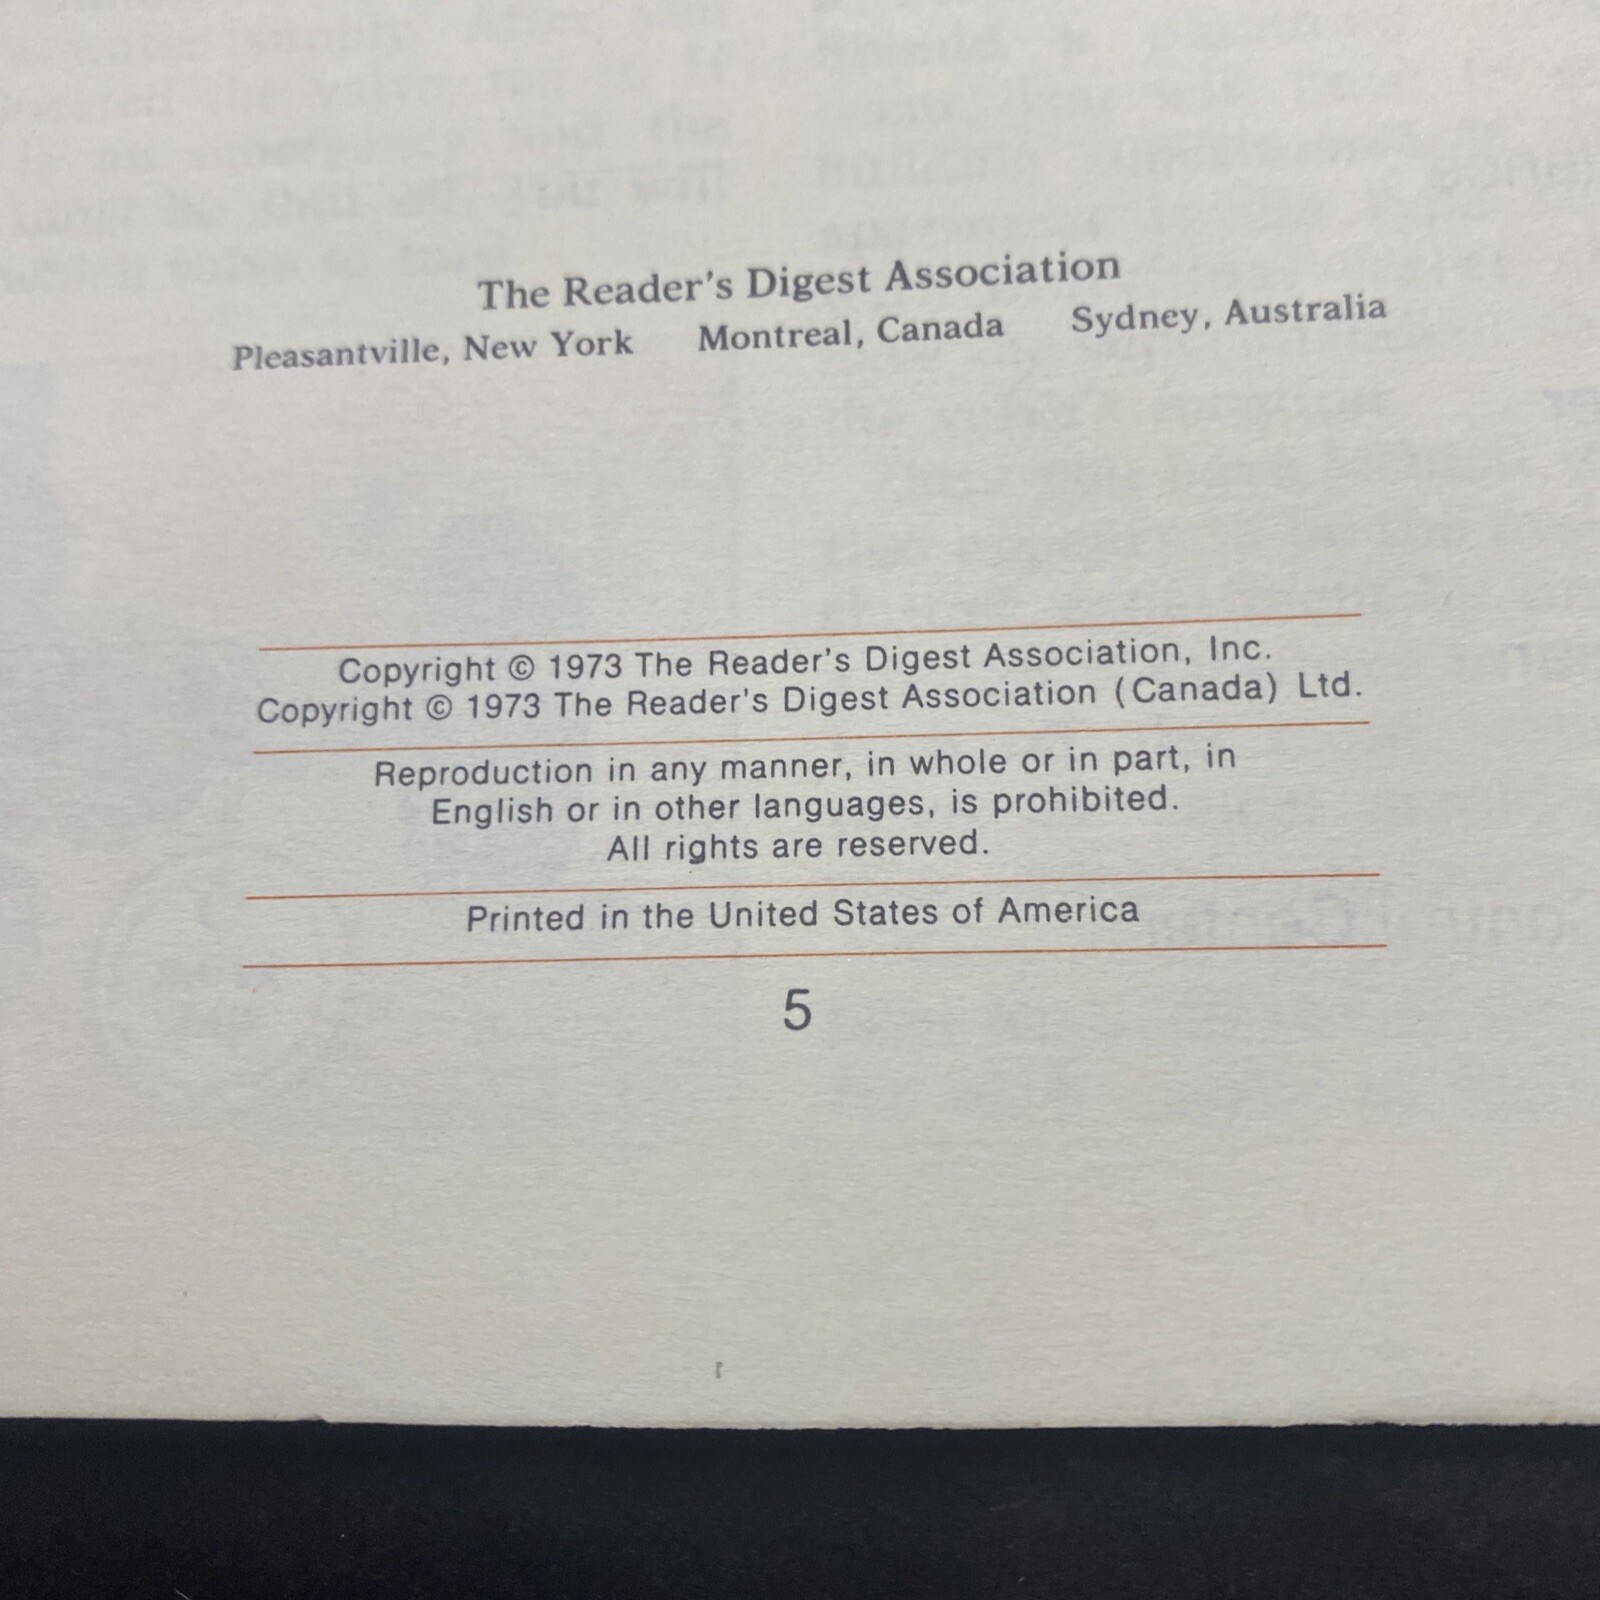 The Reader's Digest Association
Pleasantville, New York Montreal, Canada Sydney, Australia
Copyright © 1973 The Reader's Digest Association, Inc.
Copyright © 1973 The Reader's Digest Association (Canada) Ltd.
Reproduction in any manner, in whole or in part, in
English or in other languages, is prohibited.
All rights are reserved.
Printed in the United States of America
5